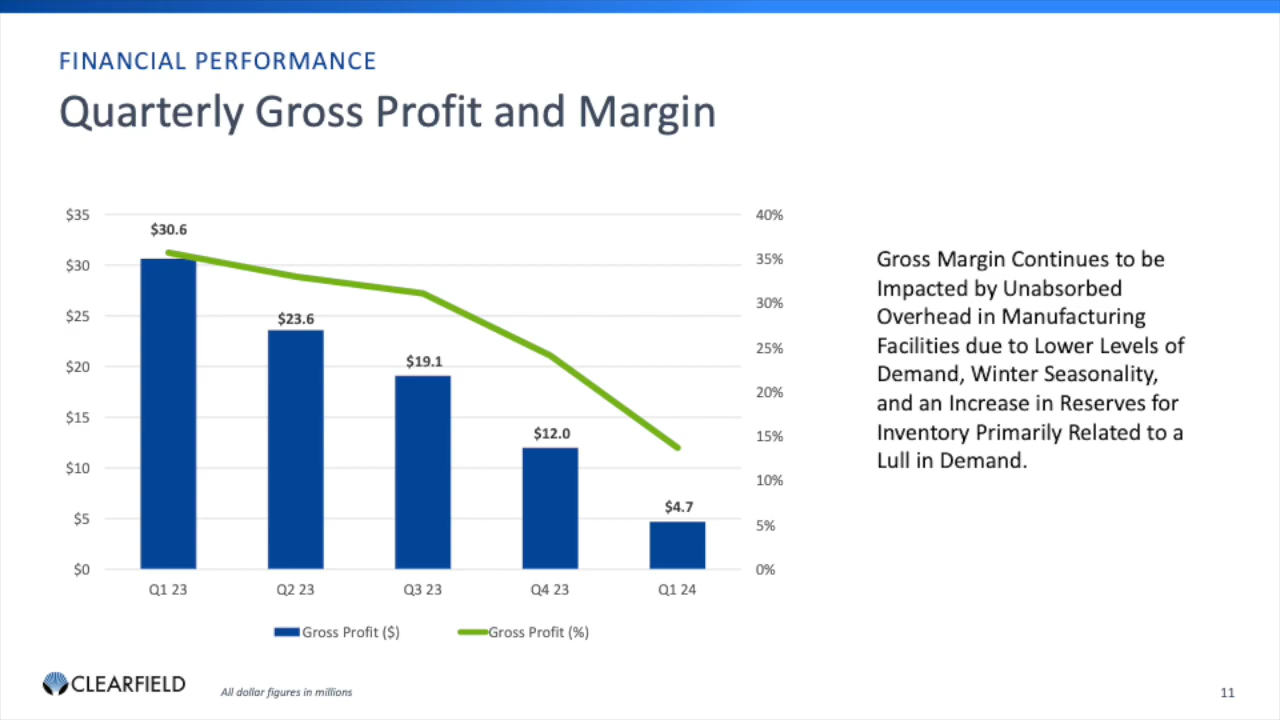 FINANCIAL PERFORMANCE
Quarterly Gross Profit and Margin
$35
$30
$25
$20
$15
$10
$5
$0
$30.6
$23.6
$19.1
$12.0
$4.7
40%
35%
30%
25%
20%
15%
10%
5%
0%
Q1 23
Q2 23
Q3 23
Q4 23
Q1 24
Gross Profit ($)
Gross Profit (%)
Gross Margin Continues to be
Impacted by Unabsorbed
Overhead in Manufacturing
Facilities due to Lower Levels of
Demand, Winter Seasonality,
and an Increase in Reserves for
Inventory Primarily Related to a
Lull in Demand.
CLEARFIELD
All dollar figures in millions
11